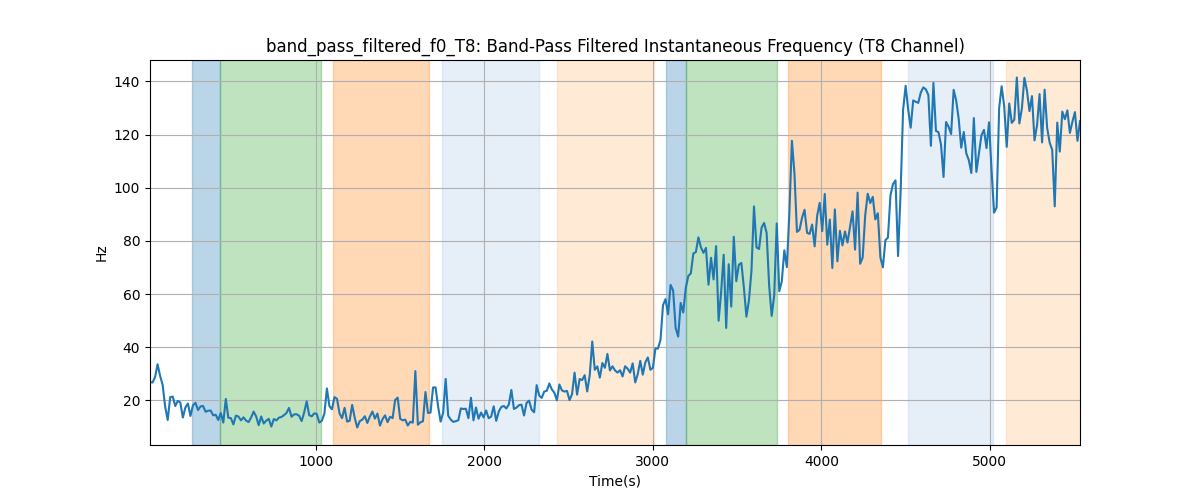 band_pass_filtered_f0_T8: Band-Pass Filtered Instantaneous Frequency (T8 Channel)
140
120
100
80
60
40
20
Hz
1000 2000 3000 4000 5000
Time(s)